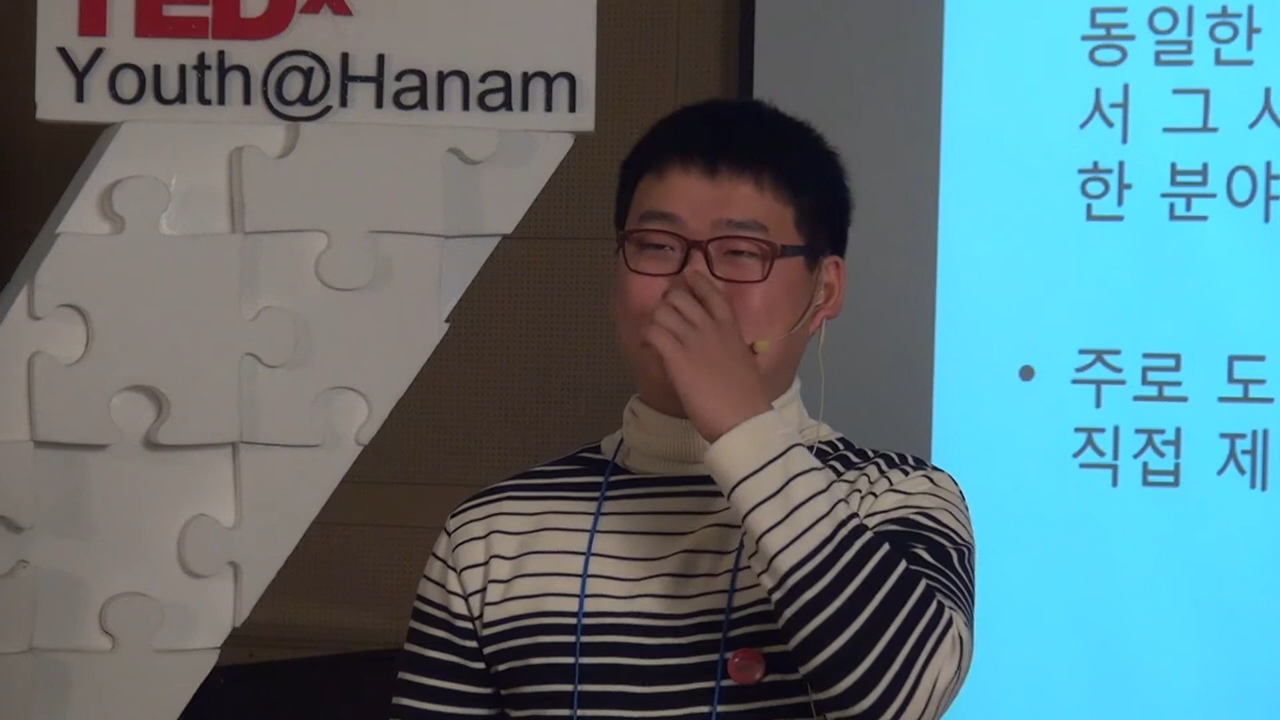 TEDx
Youth@Hanam
동일한
서 그
한 분야
• 주로 도
직접 제